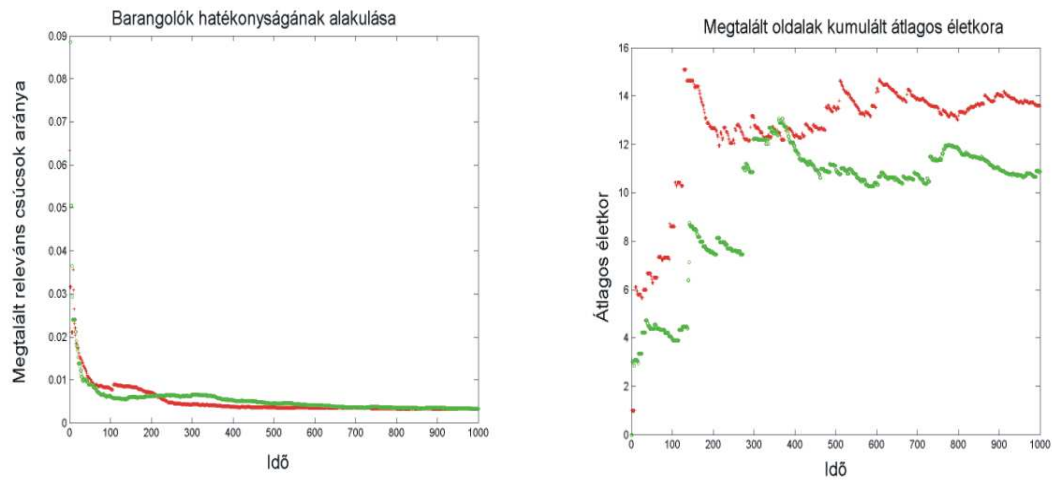 Barangolók hatékonyságának alakulása
Megtalált releváns csúcsok aránya
0.09
0.08
0.07
0.06
0.05
0.04
0.03
0.02
0.01
0
0 100 200 300 400 500 600 700 800 900 1000
Idõ
Megtalált oldalak kumulált átlagos életkora
Átlagos életkor
16
14
12
10
8
6
4
2
0
0 100 200 300 400 500 600 700 800 900 1000
Idõ